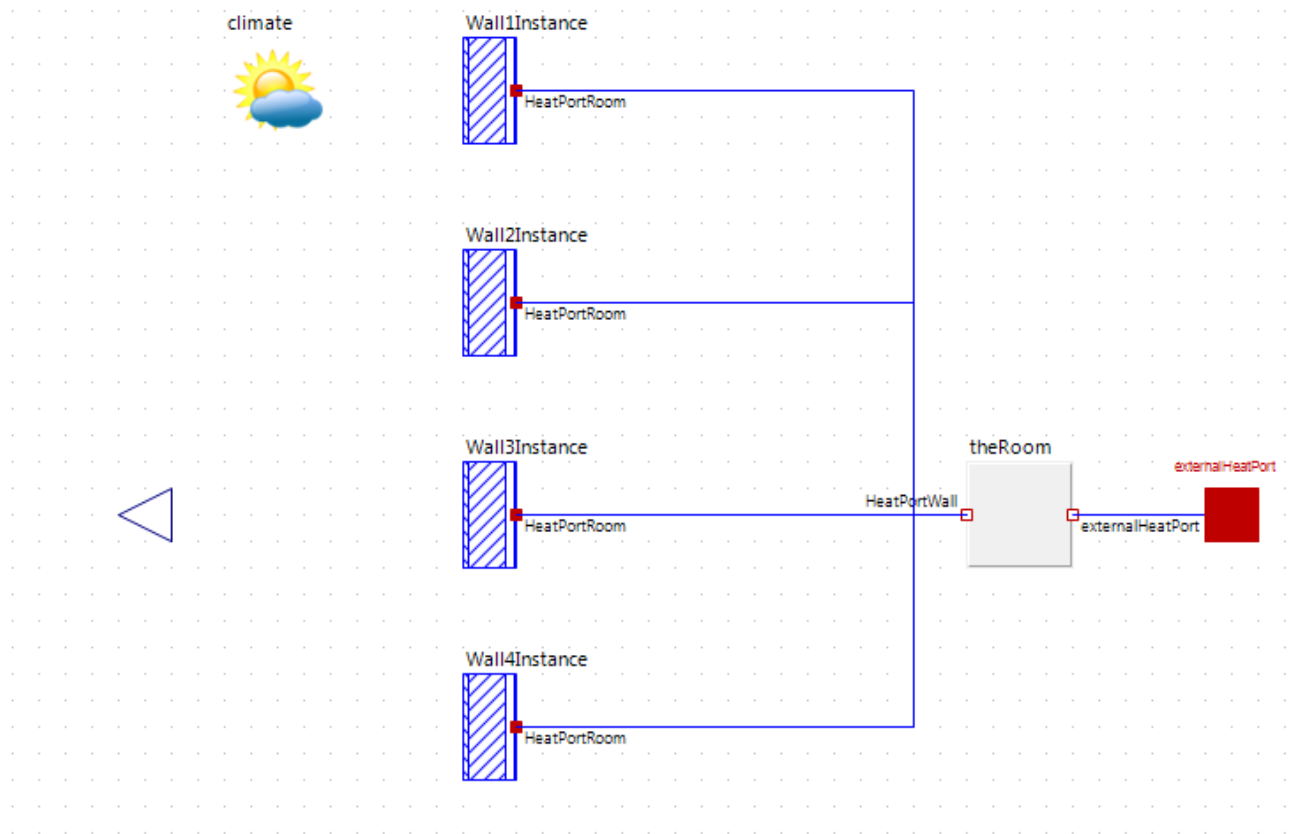 climate
Wall1Instance
HeatPortRoom
Wall2Instance
HeatPortRoom
Wall3Instance
HeatPortRoom
theRoom
HeatPortWall
externalHeatPort
externalHeatPort
Wall4Instance
HeatPortRoom